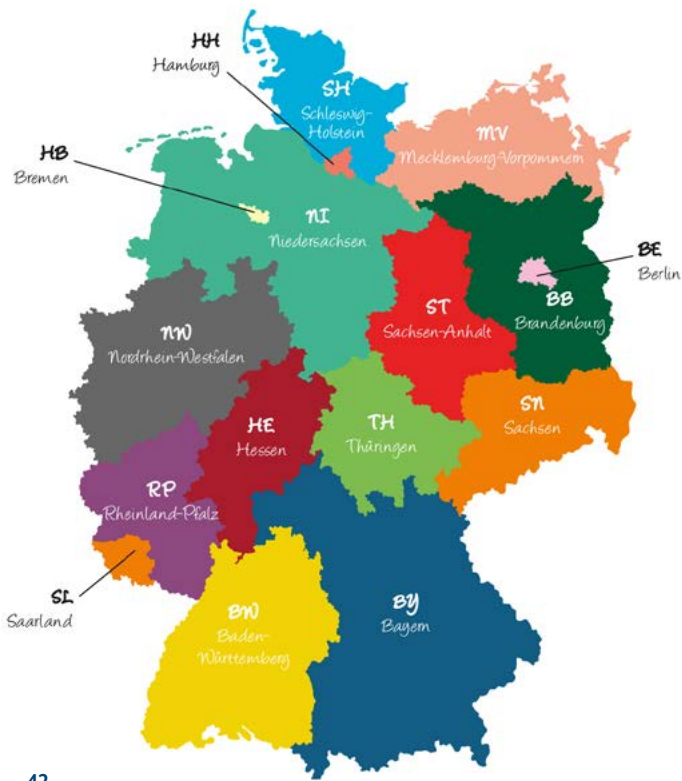 HH
Hamburg
SH
Schleswig-
Holstein
MV
Mecklemburg-Vorpommern
HB
Bremen
NI
Niedersachsen
BE
Berlin
BB
Brandenburg
ST
Sachsen-Anhalt
NW
Nordrhein-Westfalen
SN
Sachsen
HE
Hessen
TH
Thüringen
RP
Rheinland-Pfalz
SL
Saarland
BW
Baden-
Württemberg
BY
Bayern
42